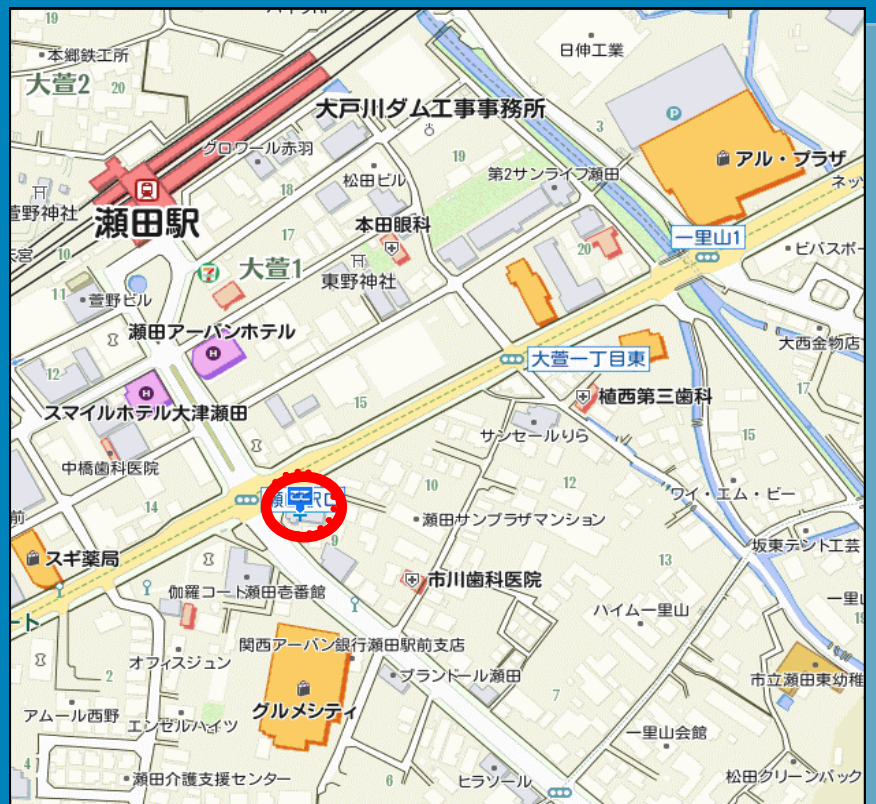 19
本郷鉄工所
大萱2
20
日伸工業
大戸川ダム工事事務所
3
P
グロワール赤羽
19
アル・プラザ
松田ビル
第2サンライフ瀬田
18
萱野神社
瀬田駅
本田眼科
17
20
一里山1
10
大萱1
東野神社
11
萱野ビル
瀬田アーバンホテル
H
大萱一丁目東
大西金物店
12
H
15
植西第三歯科
17
スマイルホテル大津瀬田
サンセールりら
15
中橋歯科医院
10
12
ワイ・エム・ビー
14
前
瀬田サンプラザマンション
9
坂東テント工芸
スギ薬局
13
市川歯科医院
伽羅コート瀬田壱番館
ハイム一里山
ート
関西アーバン銀行瀬田駅前支店
オフィスジュン
2
グランドール瀬田
市立瀬田東幼稚
7
アムール西野
グルメシティ
エンゼルハイツ
一里山会館
4
瀬田介護支援センター
6
ヒラソール
松田クリーンパック